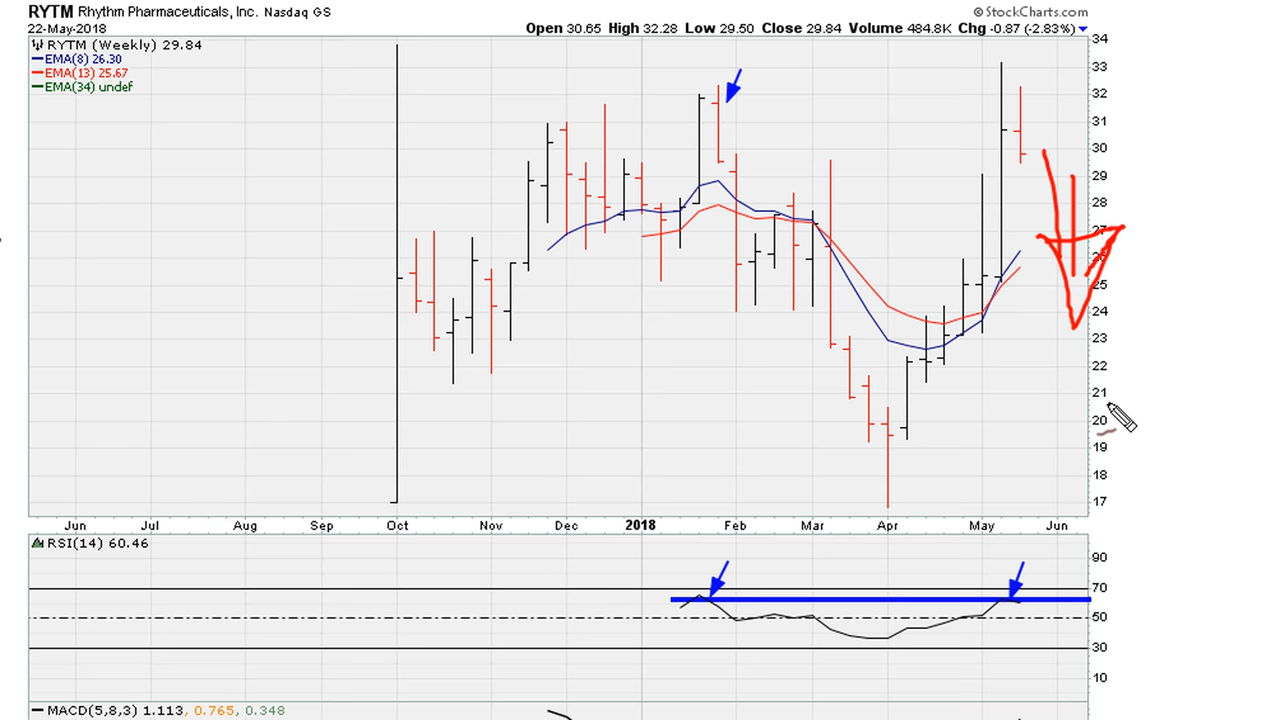 RYTM Rhythm Pharmaceuticals, Inc. Nasdaq GS
© StockCharts.com
22-May-2018
Open 30.65 High 32.28 Low 29.50 Close 29.84 Volume 484.8K Chg -0.87 (-2.83%)
RYTM (Weekly) 29.84
EMA(8) 26.30
EMA(13) 25.67
EMA(34) undef
34
33
32
31
30
29
28
27
26
25
24
23
22
21
20
19
18
17
Jun Jul Aug Sep Oct Nov Dec 2018 Feb Mar Apr May Jun
RSI(14) 60.46
90
70
50
30
10
MACD(5,8,3) 1.113, 0.765, 0.348